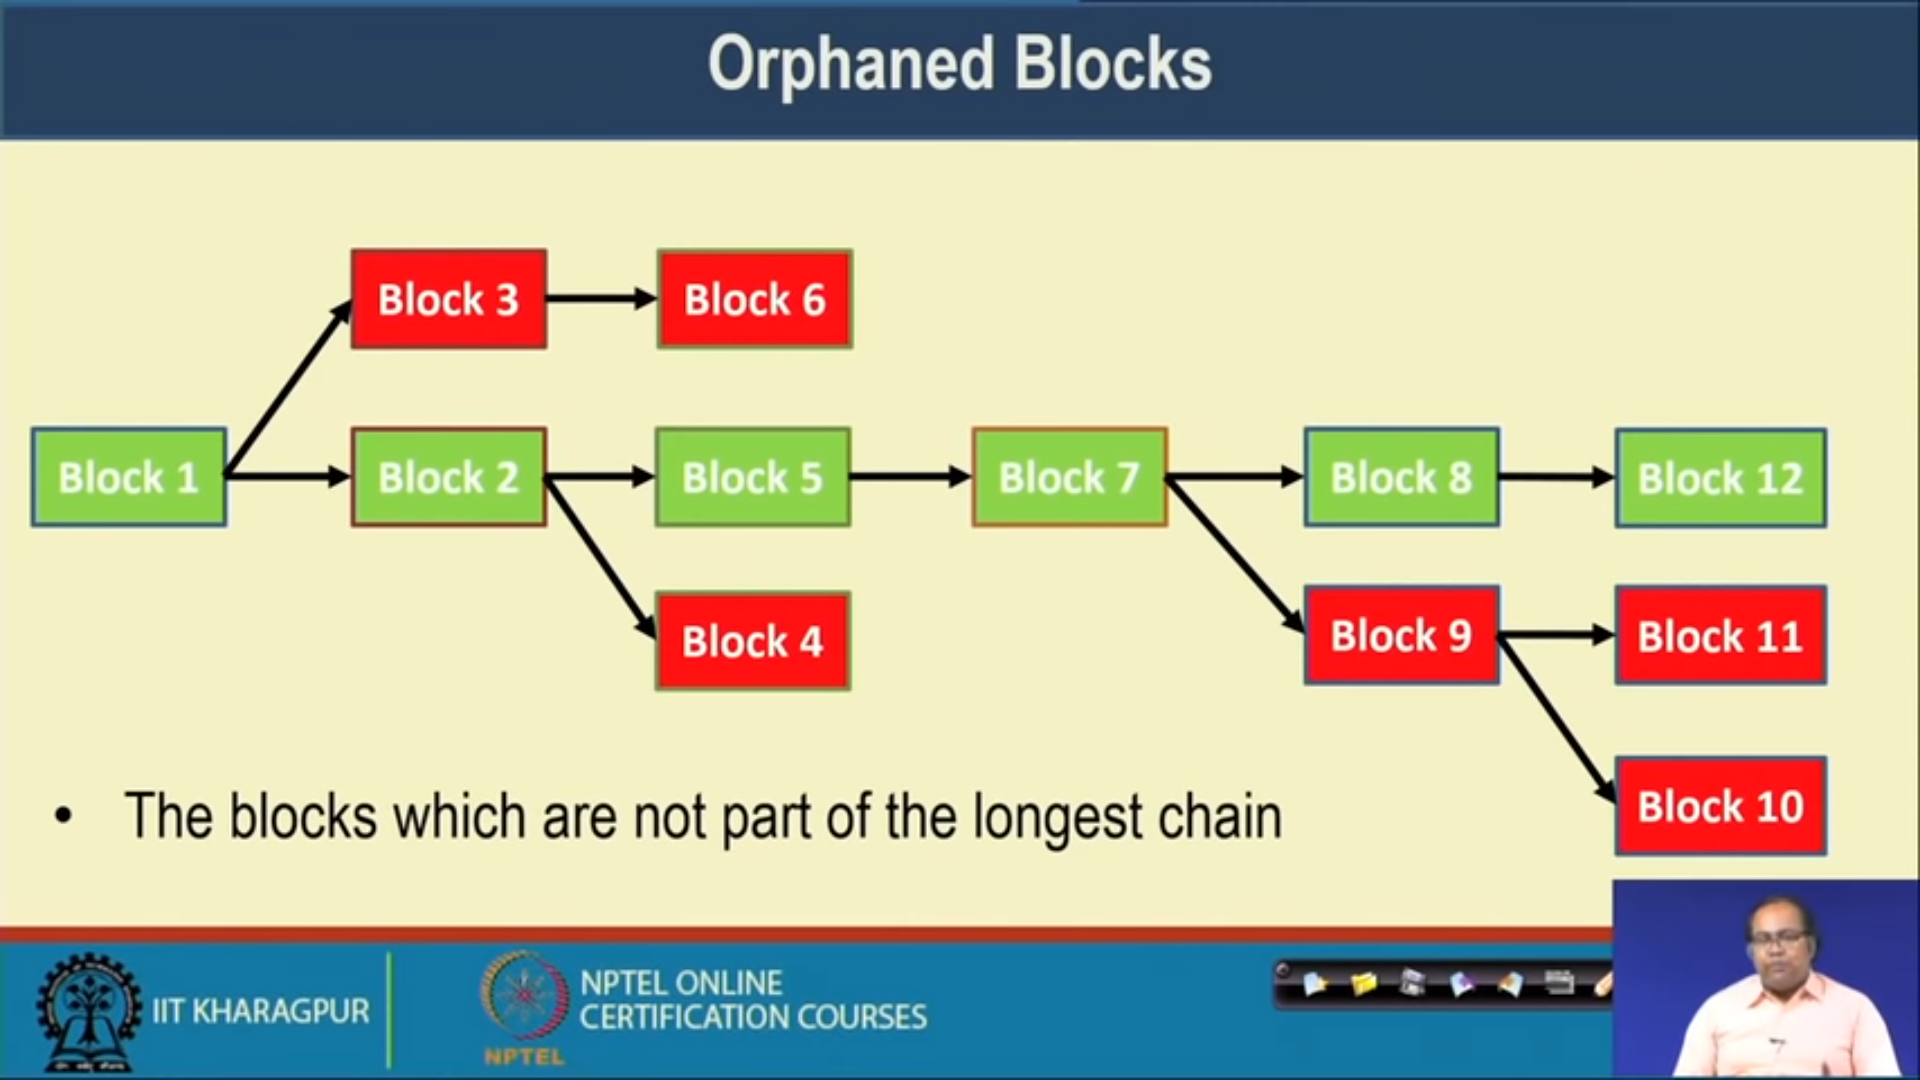 Orphaned Blocks
Block 3
Block 6
Block 1
Block 2
Block 5
Block 7
Block 8
Block 12
Block 4
Block 9
Block 11
Block 10
• The blocks which are not part of the longest chain
IIT KHARAGPUR
NPTEL ONLINE
CERTIFICATION COURSES
NPTEL